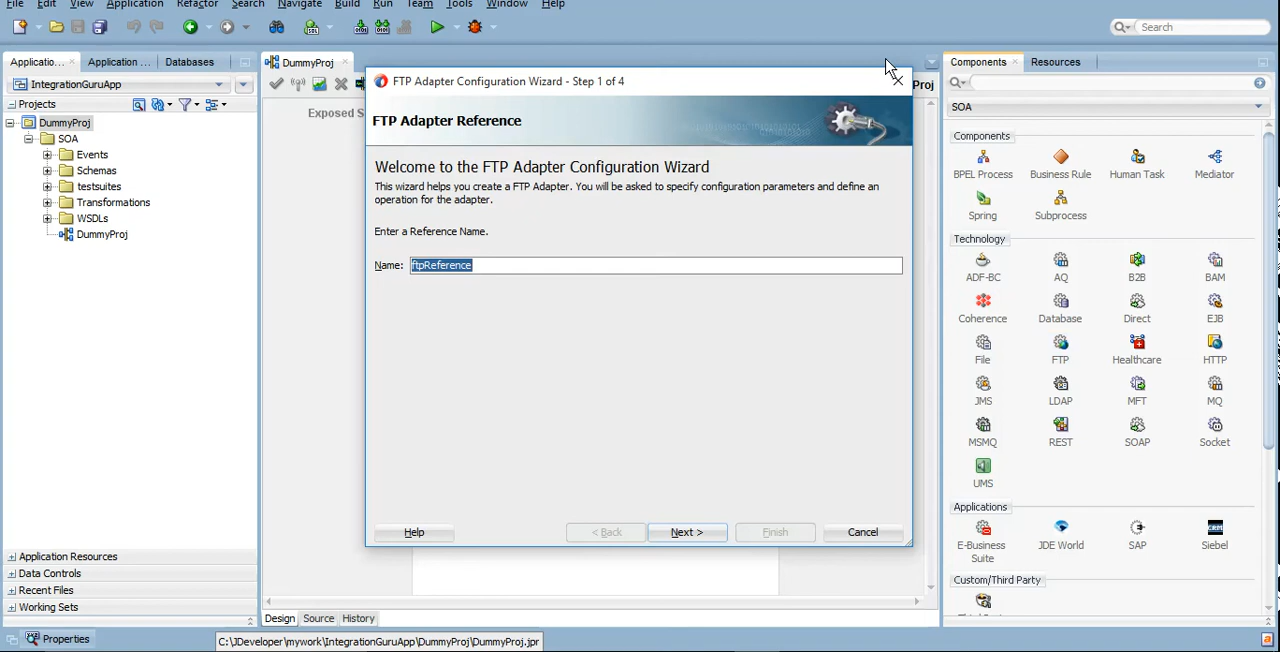 File Edit View Application Refactor Search Navigate Build Run Team Tools Window Help
Search
Applicatio... Application ... Databases
DummyProj
Components Resources
IntegrationGuruApp
FTP Adapter Configuration Wizard - Step 1 of 4
Projects
Exposed S
Proj
SOA
DummyProj
SOA
Events
Schemas
testsuites
Transformations
WSDLs
DummyProj
FTP Adapter Reference
Welcome to the FTP Adapter Configuration Wizard
This wizard helps you create a FTP Adapter. You will be asked to specify configuration parameters and define an
operation for the adapter.
Enter a Reference Name.
Name: ftpReference
Help < Back Next > Finish Cancel
Components
BPEL Process Business Rule Human Task Mediator
Spring Subprocess
Technology
ADF-BC AQ B2B BAM
Coherence Database Direct EJB
File FTP Healthcare HTTP
JMS LDAP MFT MQ
MSMQ REST SOAP Socket
UMS
Applications
E-Business
Suite
JDE World SAP Siebel
Custom/Third Party
Application Resources
Data Controls
Recent Files
Working Sets
Design Source History
Properties
C:\JDeveloper\mywork\IntegrationGuruApp\DummyProj\DummyProj.jpr